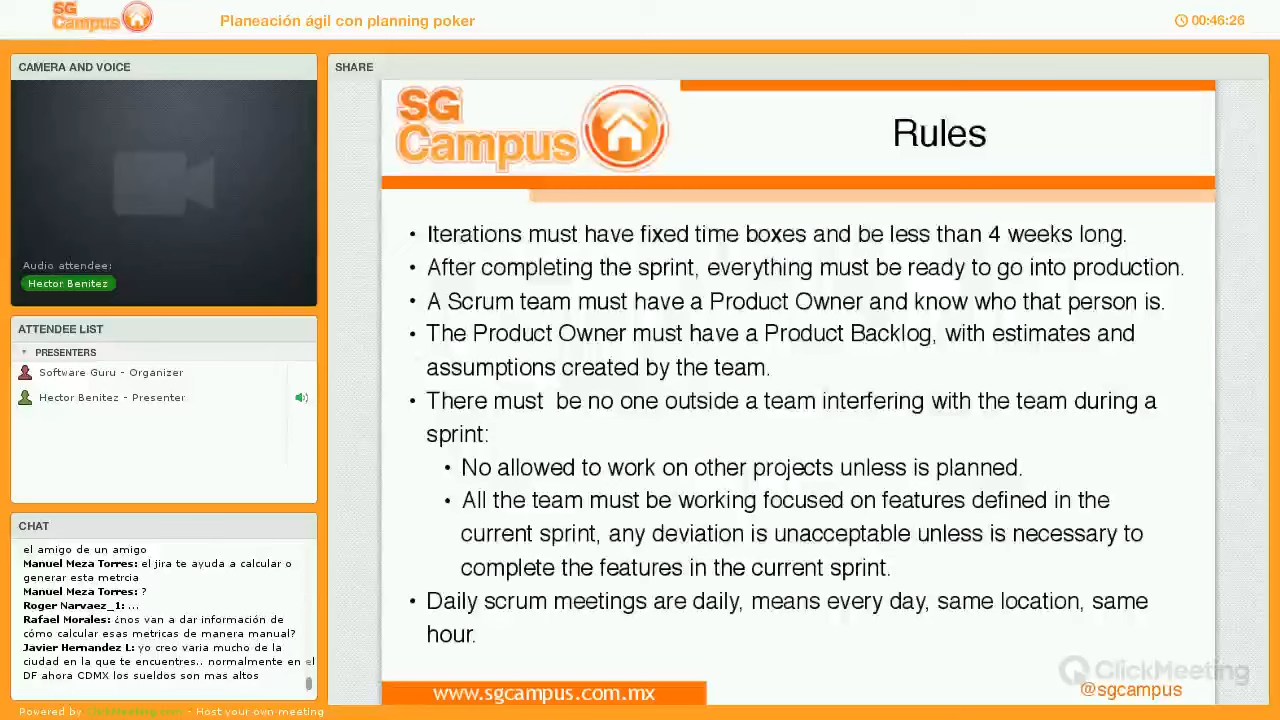 SG Campus
Planeación ágil con planning poker
00:46:26
CAMERA AND VOICE
Audio attendee:
Hector Benitez
ATTENDEE LIST
PRESENTERS
Software Guru - Organizer
Hector Benitez - Presenter
CHAT
el amigo de un amigo
Manuel Meza Torres: el jira te ayuda a calcular o
generar esta metrcia
Manuel Meza Torres: ?
Roger Narvaez_1: ...
Rafael Morales: ¿nos van a dar información de
cómo calcular esas metricas de manera manual?
Javier Hernandez L: yo creo varia mucho de la
ciudad en la que te encuentres.. normalmente en el
DF ahora CDMX los sueldos son mas altos
Powered by ClickMeeting.com - Host your own meeting
SHARE
SG
Campus
Rules
• Iterations must have fixed time boxes and be less than 4 weeks long.
• After completing the sprint, everything must be ready to go into production.
• A Scrum team must have a Product Owner and know who that person is.
• The Product Owner must have a Product Backlog, with estimates and
assumptions created by the team.
• There must be no one outside a team interfering with the team during a
sprint:
• No allowed to work on other projects unless is planned.
• All the team must be working focused on features defined in the
current sprint, any deviation is unacceptable unless is necessary to
complete the features in the current sprint.
• Daily scrum meetings are daily, means every day, same location, same
hour.
www.sgcampus.com.mx
ClickMeeting
@sgcampus